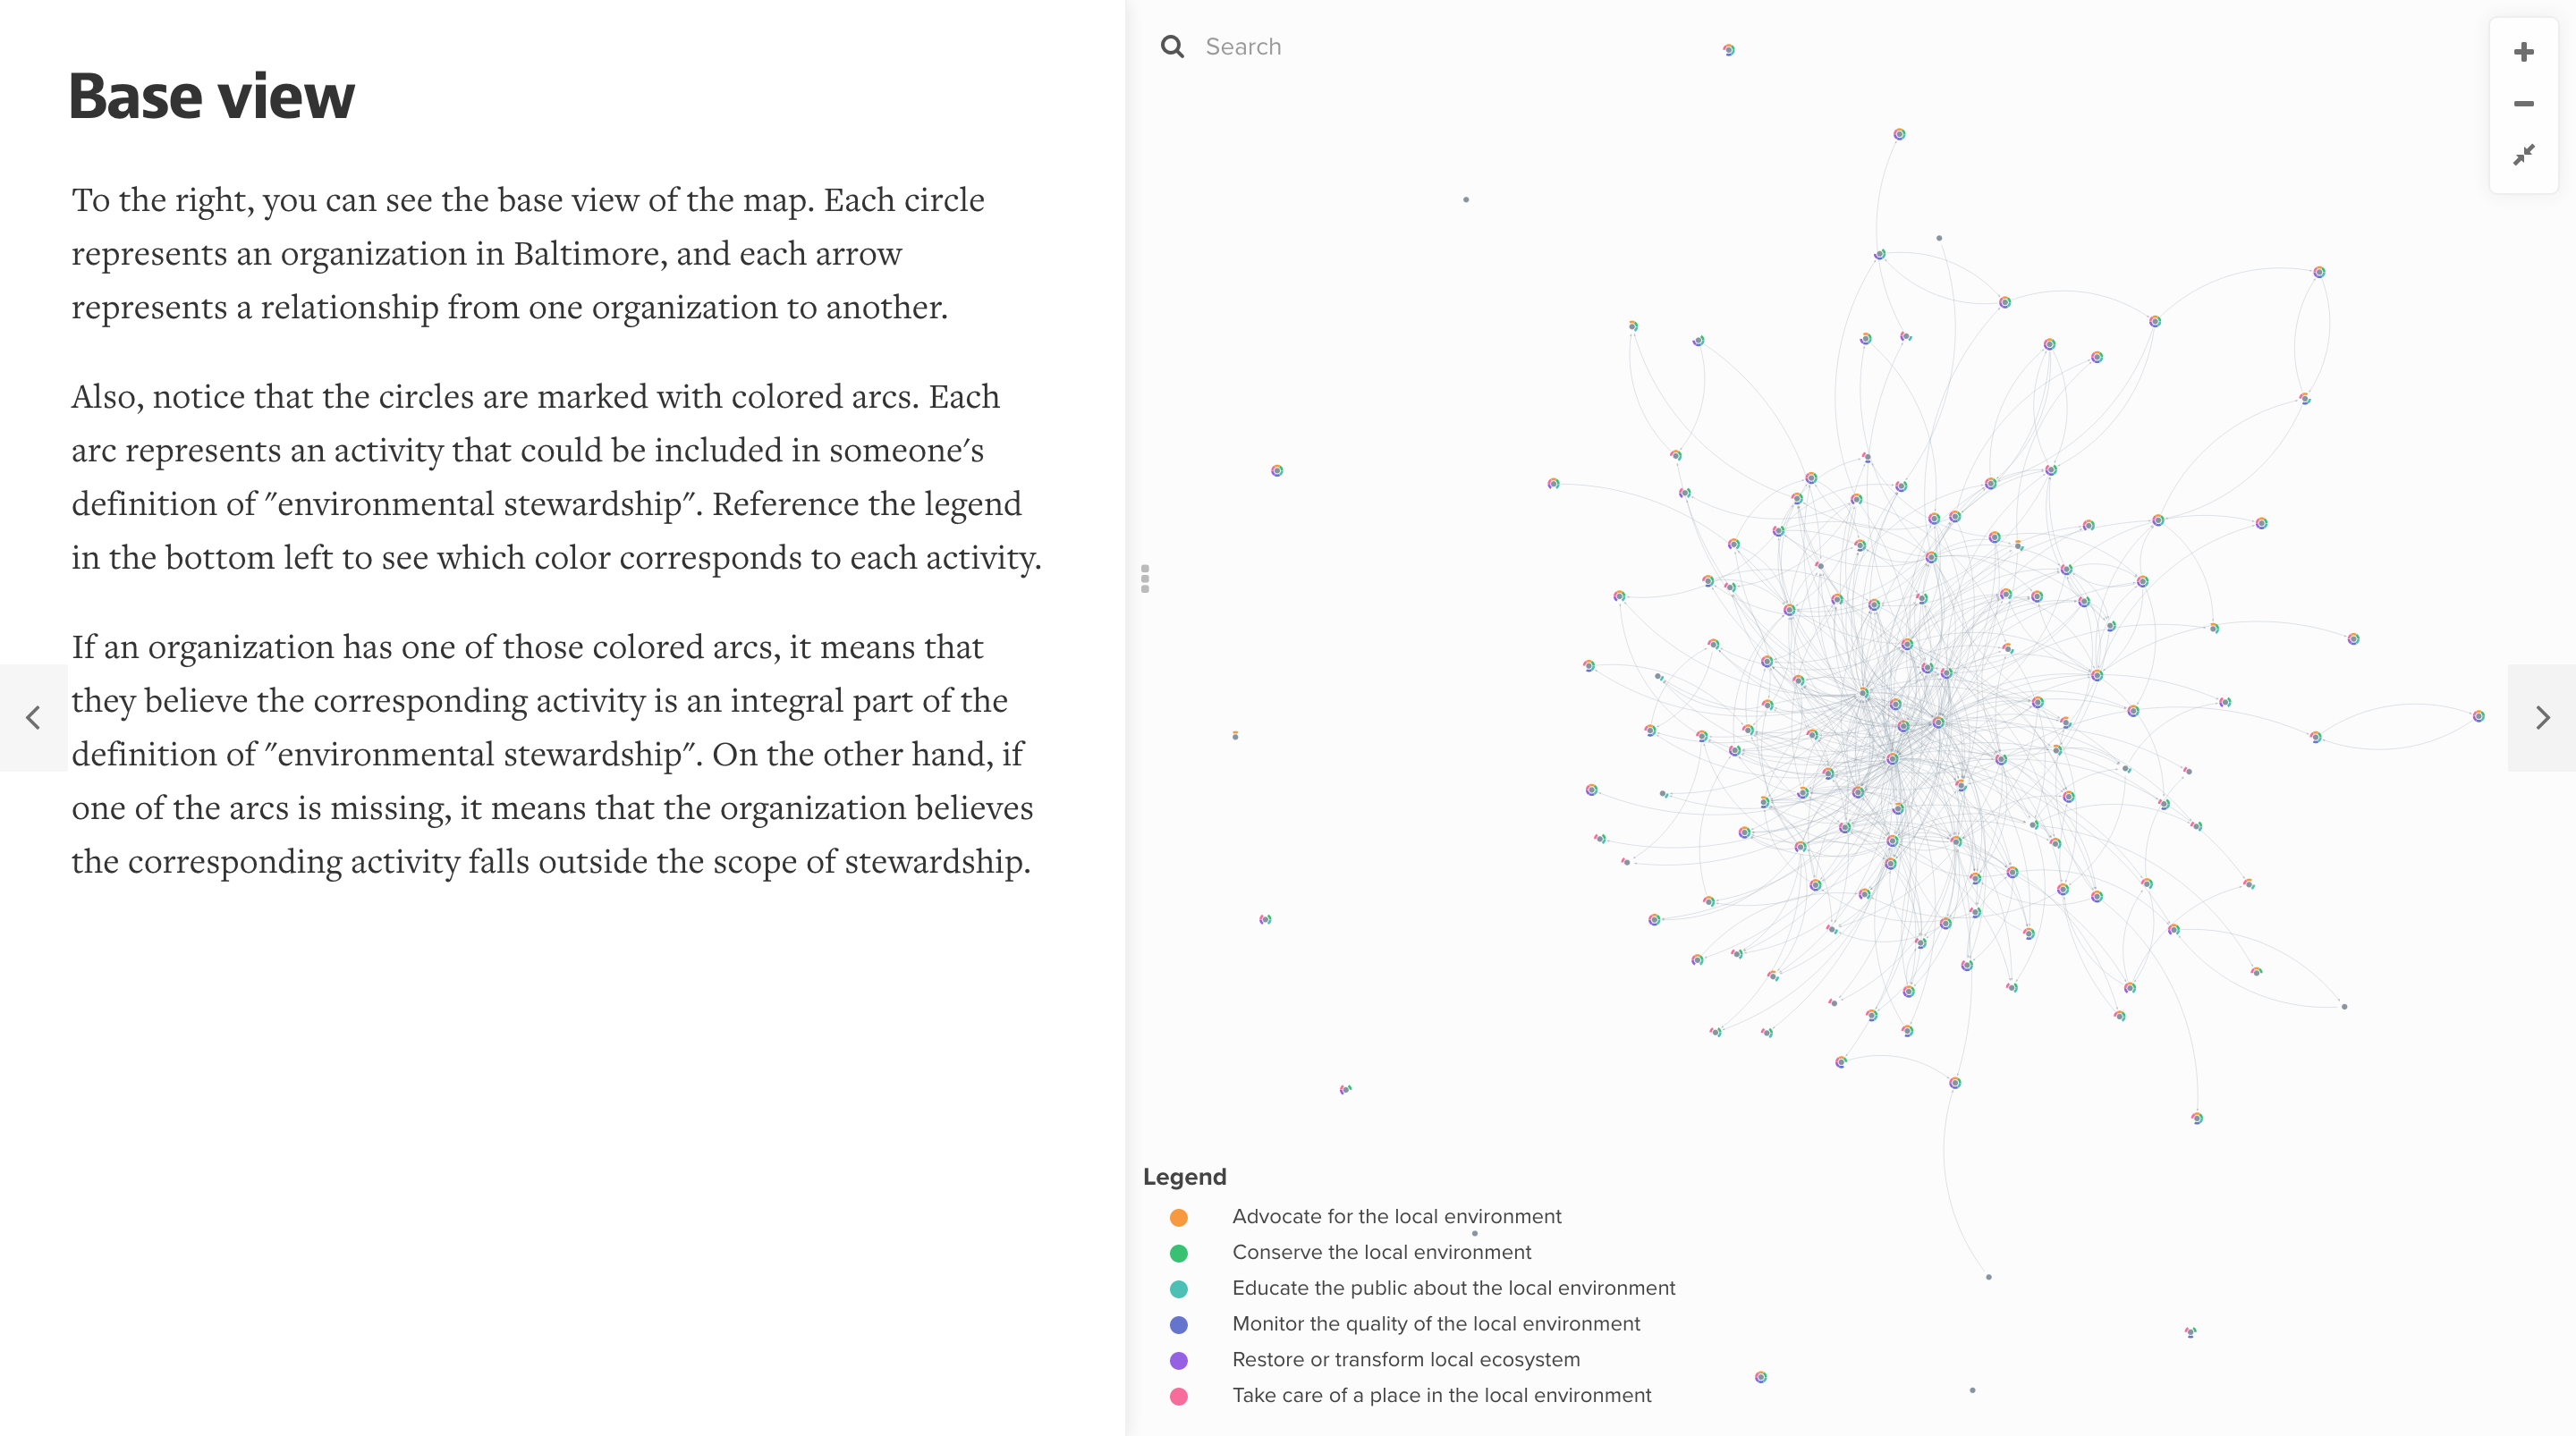 Base view
To the right, you can see the base view of the map. Each circle
represents an organization in Baltimore, and each arrow
represents a relationship from one organization to another.
Also, notice that the circles are marked with colored arcs. Each
arc represents an activity that could be included in someone's
definition of "environmental stewardship". Reference the legend
in the bottom left to see which color corresponds to each activity.
If an organization has one of those colored arcs, it means that
they believe the corresponding activity is an integral part of the
definition of "environmental stewardship". On the other hand, if
one of the arcs is missing, it means that the organization believes
the corresponding activity falls outside the scope of stewardship.
Search
Legend
Advocate for the local environment
Conserve the local environment
Educate the public about the local environment
Monitor the quality of the local environment
Restore or transform local ecosystem
Take care of a place in the local environment